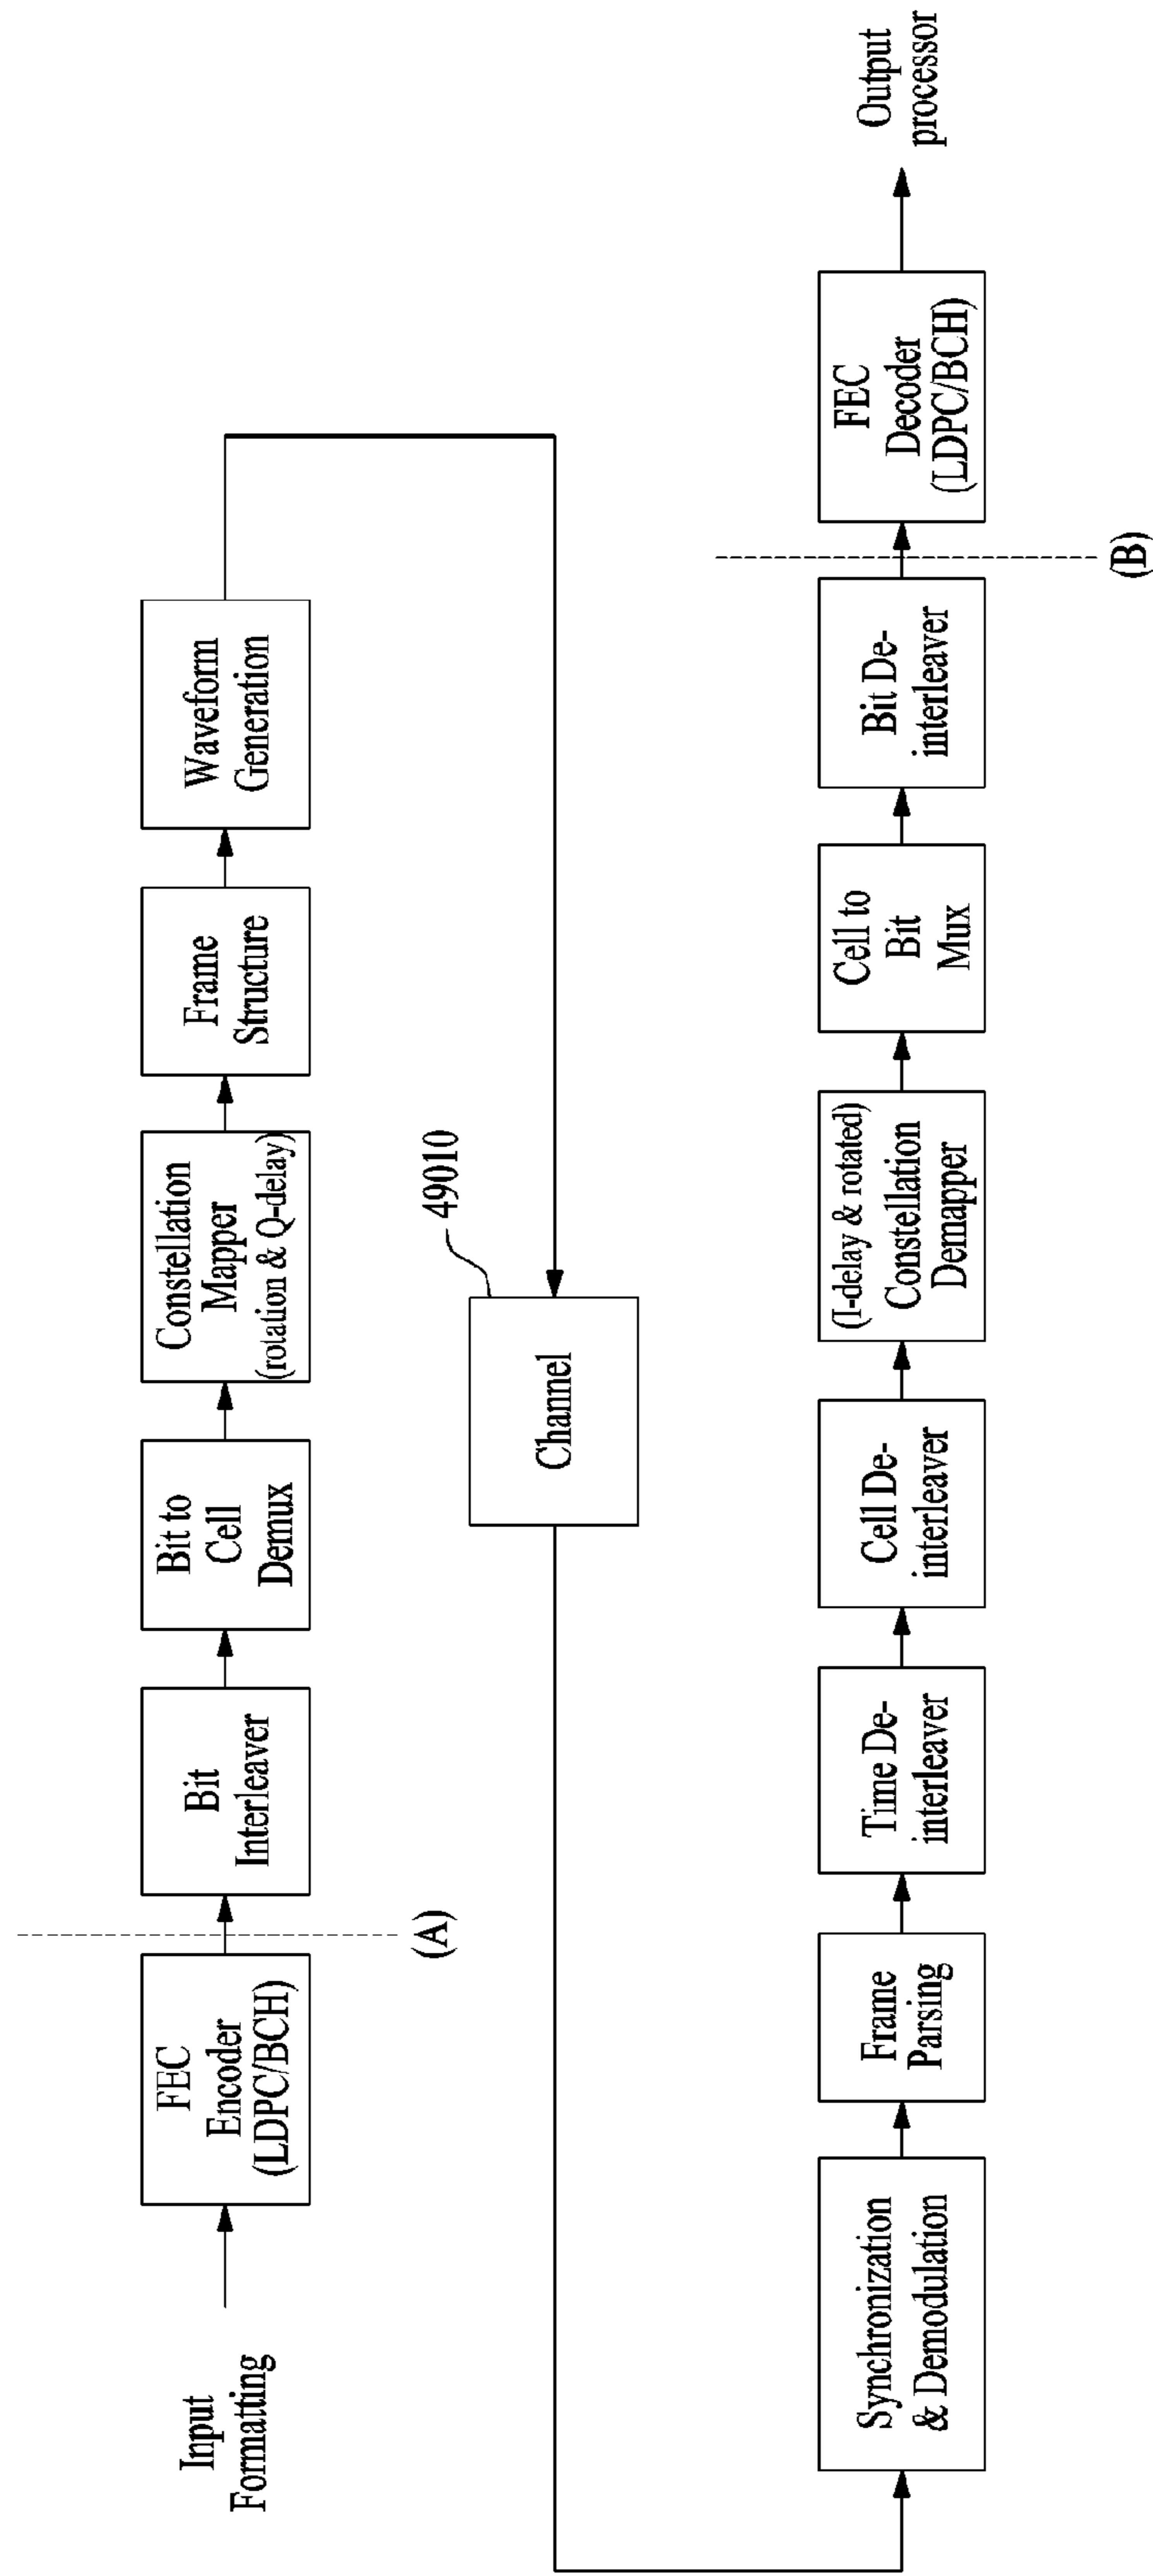 Input
Formatting
FEC
Encoder
(LDPC/BCH)
(A)
Bit
Interleaver
Bit to
Cell
Demux
Constellation
Mapper
(rotation & Q-delay)
Frame
Structure
Waveform
Generation
Channel
49010
Synchronization
& Demodulation
Frame
Parsing
Time De-
interleaver
Cell De-
interleaver
(I-delay & rotated)
Constellation
Demapper
Cell to
Bit
Mux
Bit De-
interleaver
(B)
FEC
Decoder
(LDPC/BCH)
Output
processor